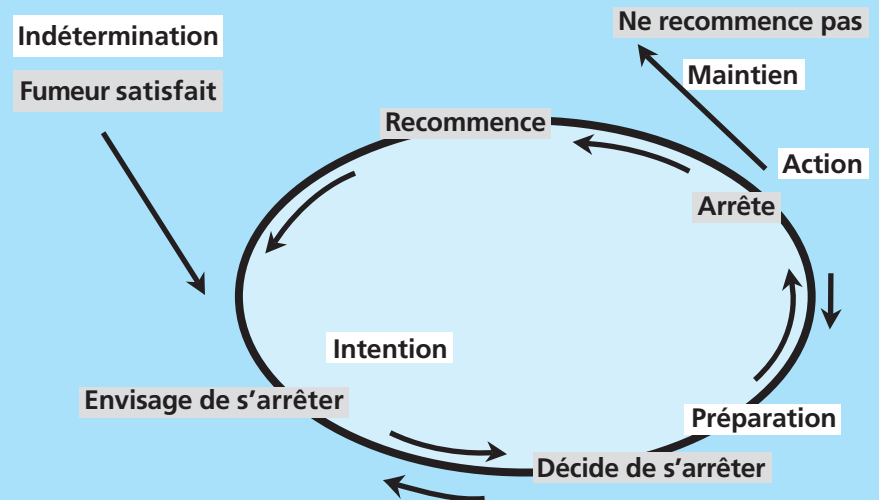 Indétermination
Fumeur satisfait
Ne recommence pas
Maintien
Recommence
Action
Arrête
Intention
Envisage de s’arrêter
Préparation
Décide de s’arrêter